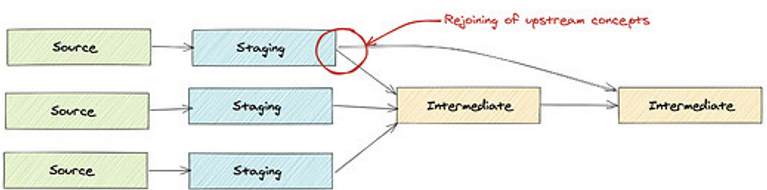 Rejoining of upstream concepts
Source
Staging
Source
Staging
Intermediate
Intermediate
Source
Staging